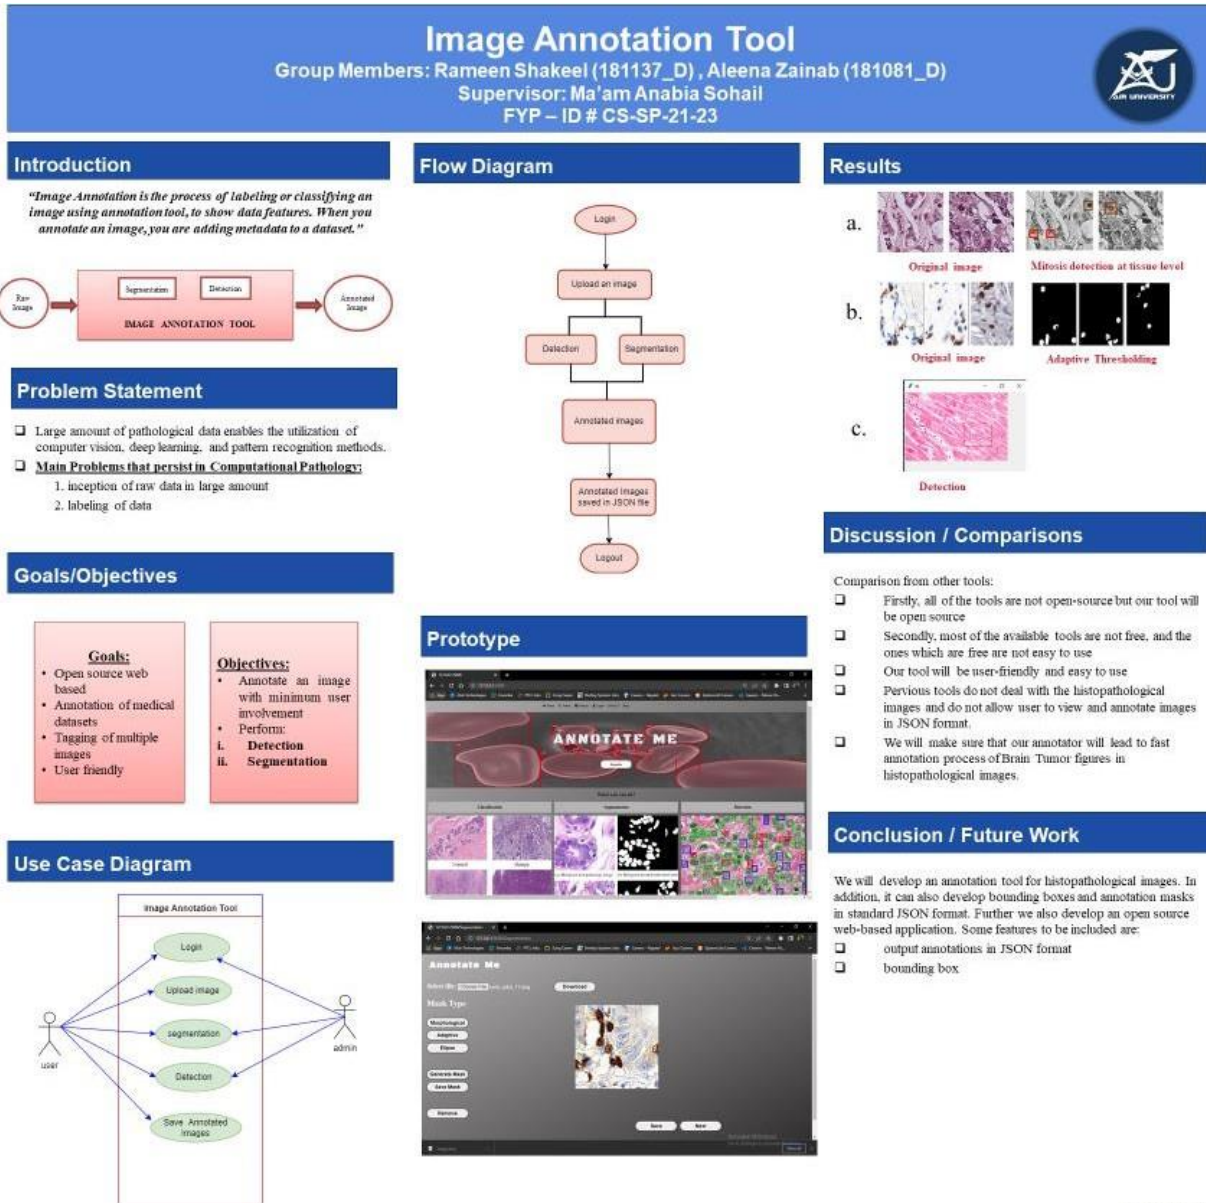 Image Annotation Tool
Group Members: Rameen Shakeel (181137_D) , Aleena Zainab (181081_D)
Supervisor: Ma'am Anabia Sohail
FYP – ID # CS-SP-21-23
AIR UNIVERSITY
Introduction
"Image Annotation is the process of labeling or classifying an
image using annotation tool, to show data features. When you
annotate an image, you are adding metadata to a dataset."
Raw
Image
Segmentation
Detection
IMAGE ANNOTATION TOOL
Annotated
Image
Problem Statement
❑ Large amount of pathological data enables the utilization of
computer vision, deep learning, and pattern recognition methods.
❑ Main Problems that persist in Computational Pathology:
1. inception of raw data in large amount
2. labeling of data
Goals/Objectives
Goals:
• Open source web
based
• Annotation of medical
datasets
• Tagging of multiple
images
• User friendly
Objectives:
• Annotate an image
with minimum user
involvement
• Perform:
i. Detection
ii. Segmentation
Use Case Diagram
Image Annotation Tool
Login
Upload image
segmentation
Detection
Save Annotated
images
user
admin
Flow Diagram
Login
Upload an image
Detection
Segmentation
Annotated images
Annotated Images
saved in JSON file
Logout
Prototype
ANNOTATE ME
Annotate Me
Select file:
Download
Mask Type
Morphological
Adaptive
Ellipse
Generate Mask
Save Mask
Remove
Save
Next
Results
a.
Original image
Mitosis detection at tissue level
b.
Original image
Adaptive Thresholding
c.
Detection
Discussion / Comparisons
Comparison from other tools:
❑ Firstly, all of the tools are not open-source but our tool will
be open source
❑ Secondly, most of the available tools are not free, and the
ones which are free are not easy to use
❑ Our tool will be user-friendly and easy to use
❑ Pervious tools do not deal with the histopathological
images and do not allow user to view and annotate images
in JSON format.
❑ We will make sure that our annotator will lead to fast
annotation process of Brain Tumor figures in
histopathological images.
Conclusion / Future Work
We will develop an annotation tool for histopathological images. In
addition, it can also develop bounding boxes and annotation masks
in standard JSON format. Further we also develop an open source
web-based application. Some features to be included are:
❑ output annotations in JSON format
❑ bounding box